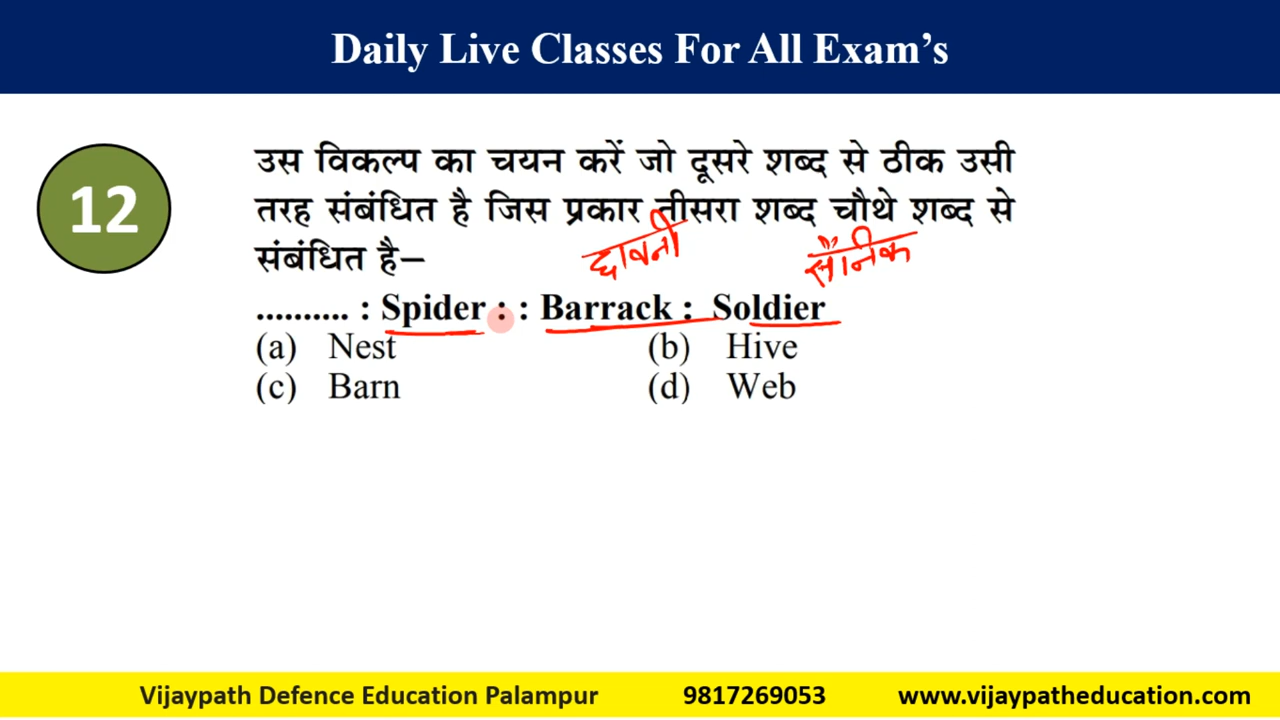 Daily Live Classes For All Exam’s
12
उस विकल्प का चयन करें जो दूसरे शब्द से ठीक उसी
तरह संबंधित है जिस प्रकार तीसरा शब्द चौथे शब्द से
संबंधित है–
छावनी सैनिक
.......... : Spider : : Barrack : Soldier
(a) Nest (b) Hive
(c) Barn (d) Web
Vijaypath Defence Education Palampur 9817269053 www.vijaypatheducation.com